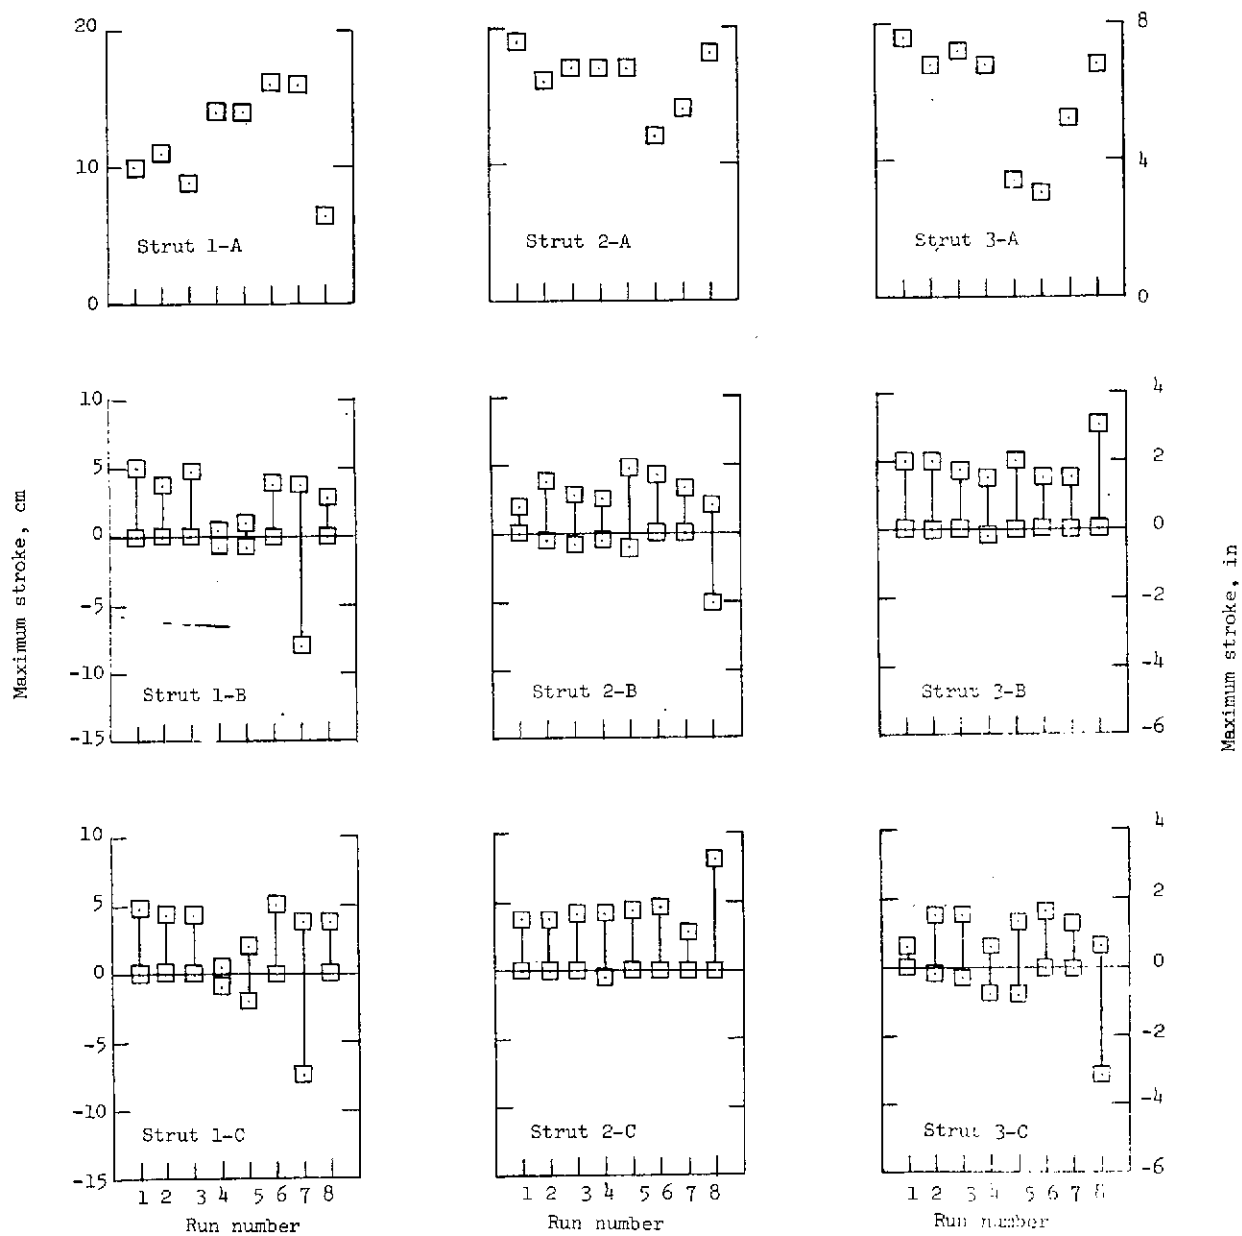 20
10
0
Strut 1-A
Strut 2-A
Strut 3-A
8
4
0
Maximum stroke, cm
10
5
0
-5
-10
-15
Strut 1-B
Strut 2-B
Strut 3-B
4
2
0
-2
-4
-6
Maximum stroke, in
10
5
0
-5
-10
-15
Strut 1-C
Strut 2-C
Strut 3-C
4
2
0
-2
-4
-6
1 2 3 4 5 6 7 8
Run number
1 2 3 4 5 6 7 8
Run number
1 2 3 4 5 6 7 8
Run number